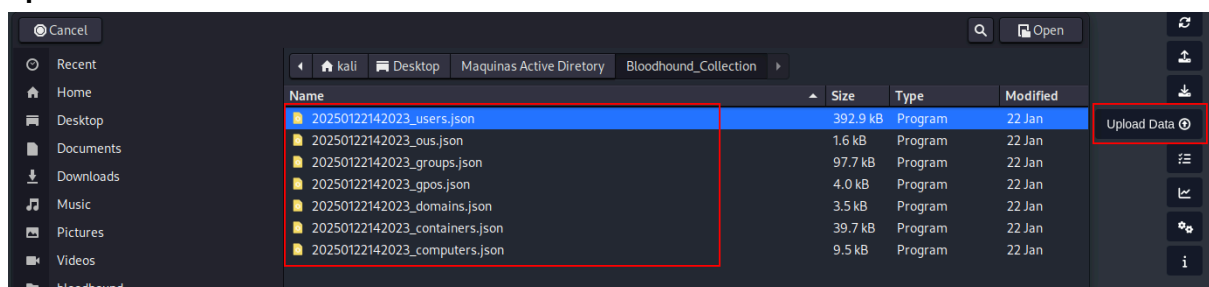 Cancel
Open
Recent
kali Desktop Maquinas Active Diretory Bloodhound_Collection
Home
Name Size Type Modified
Desktop
20250122142023_users.json 392.9 kB Program 22 Jan
Upload Data
Documents
20250122142023_ous.json 1.6 kB Program 22 Jan
20250122142023_groups.json 97.7 kB Program 22 Jan
Downloads
20250122142023_gpos.json 4.0 kB Program 22 Jan
Music
20250122142023_domains.json 3.5 kB Program 22 Jan
Pictures
20250122142023_containers.json 39.7 kB Program 22 Jan
Videos
20250122142023_computers.json 9.5 kB Program 22 Jan